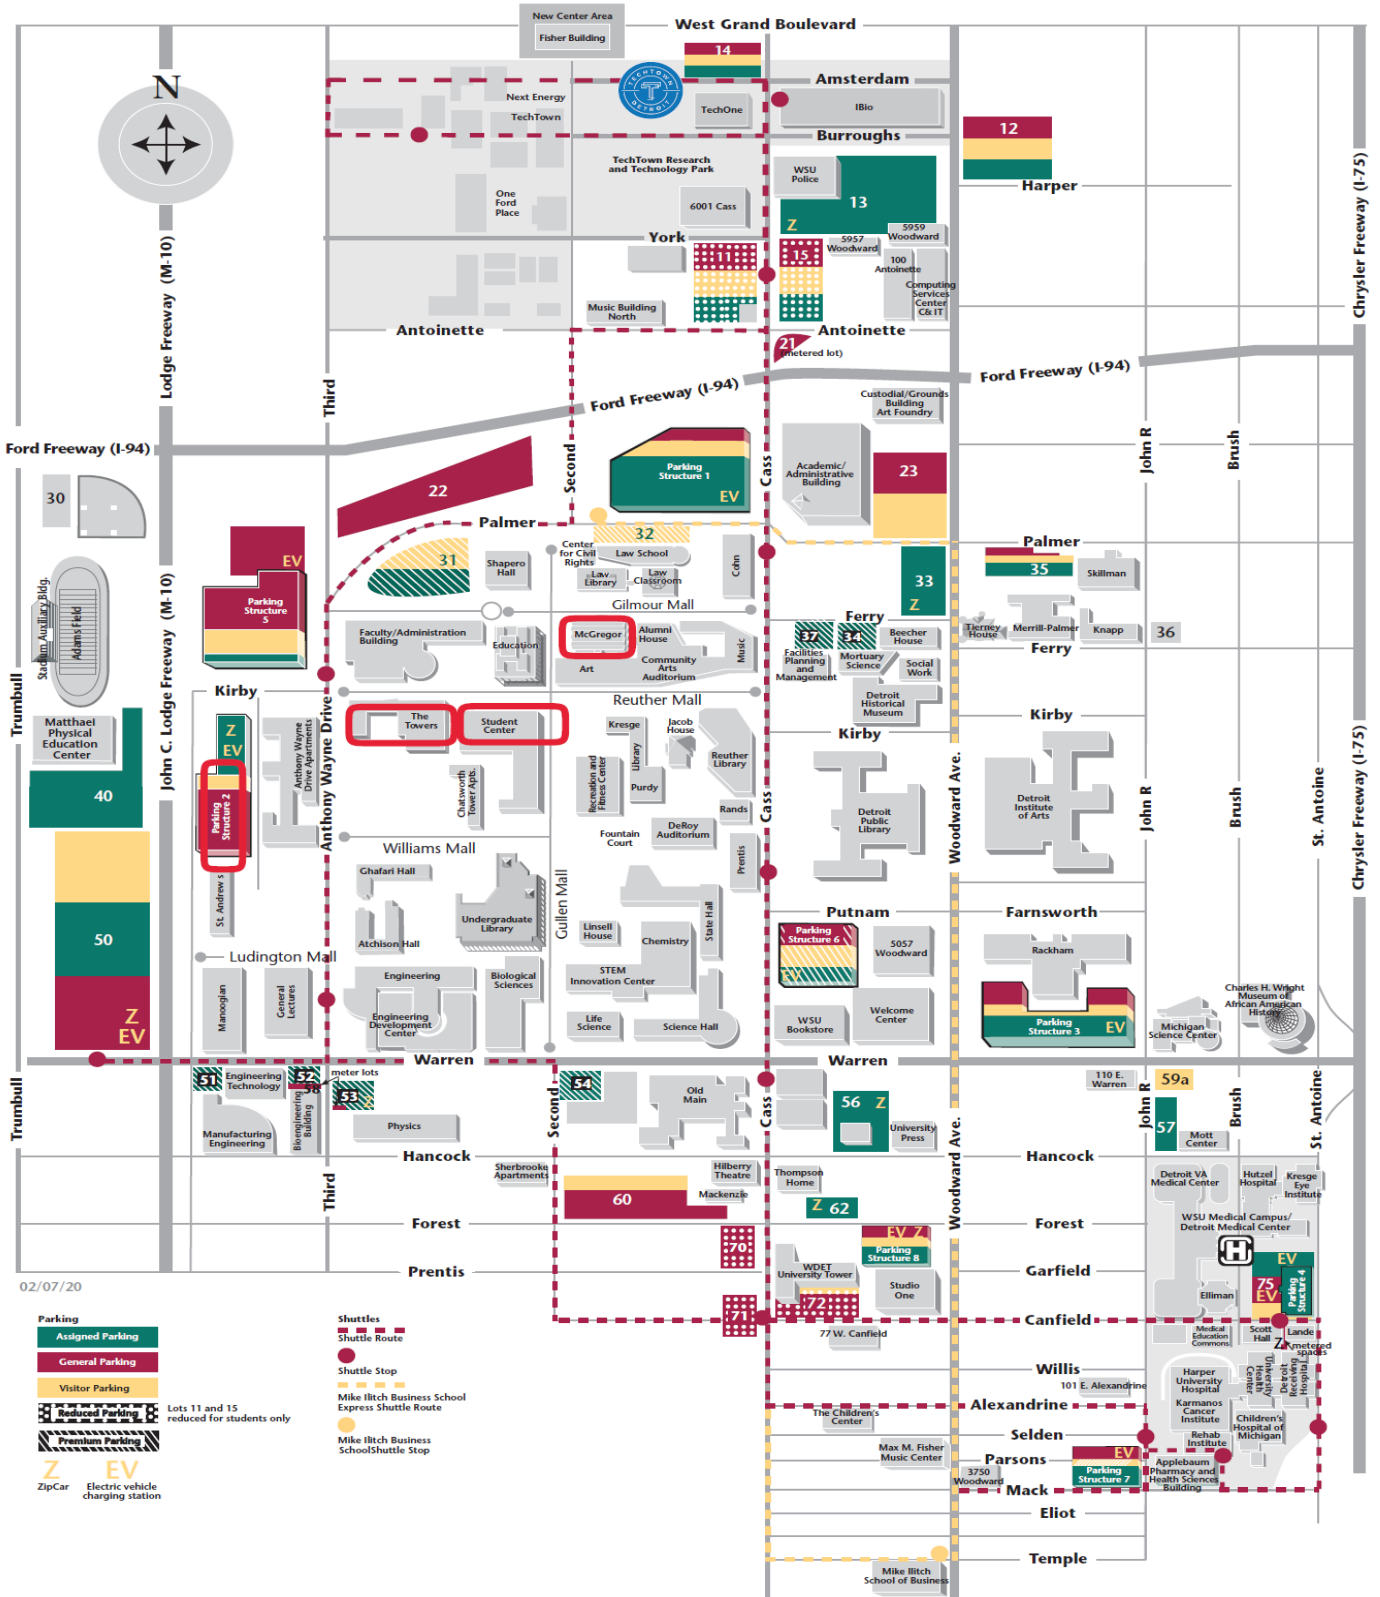 New Center Area
Fisher Building
West Grand Boulevard
14
N
TECHTOWN
T
DETROIT
Amsterdam
Next Energy
TechTown
TechOne
IBio
Burroughs
12
TechTown Research
and Technology Park
WSU
Police
13
Z
Harper
One
Ford
Place
6001 Cass
York
5959
Woodward
5957
Woodward
11
15
100
Antoinette
Computing
Services
Center
C& IT
Music Building
North
Antoinette
Antoinette
21
(metered lot)
Lodge Freeway (M-10)
Chrysler Freeway (I-75)
Third
Ford Freeway (I-94)
Ford Freeway (I-94)
Custodial/Grounds
Building
Art Foundry
Ford Freeway (I-94)
John R
Brush
Second
Cass
Parking
Structure 1
EV
Academic/
Administrative
Building
23
22
30
Palmer
32
Palmer
EV
Center
for Civil
Rights
Law School
Cohn
31
Shapero
Hall
Law
Library
Law
Classroom
33
Z
35
Skillman
Stadium Auxiliary Bldg.
Adams Field
Parking
Structure
5
Gilmour Mall
Ferry
Faculty/Administration
Building
Education
McGregor
Alumni
House
Art
Community
Arts
Auditorium
Music
37
34
Beecher
House
Facilities
Planning
and
Management
Mortuary
Science
Social
Work
Tierney
House
Merrill-Palmer
Knapp
36
Ferry
Trumbull
John C. Lodge Freeway (M-10)
Kirby
Anthony Wayne Drive
Reuther Mall
Detroit
Historical
Museum
Kirby
Matthaei
Physical
Education
Center
Z
EV
Anthony Wayne
Drive Apartments
The
Towers
Student
Center
Kresge
Library
Purdy
Jacob
House
Reuther
Library
Kirby
40
Parking
Structure 2
Chatsworth
Tower Apts.
Recreation and
Fitness Center
Rands
Cass
Detroit
Public
Library
Woodward Ave.
Detroit
Institute
of Arts
John R
Brush
St. Antoine
Chrysler Freeway (I-75)
Fountain
Court
DeRoy
Auditorium
Prentis
Williams Mall
Ghafari Hall
St. Andrew's
Gullen Mall
Undergraduate
Library
Atchison Hall
50
Z
EV
Linsell
House
Chemistry
State Hall
Putnam
Parking
Structure 6
EV
5057
Woodward
Farnsworth
Rackham
Ludington Mall
Manoogian
General
Lectures
Engineering
Engineering
Development
Center
Biological
Sciences
STEM
Innovation Center
Life
Science
Science Hall
WSU
Bookstore
Welcome
Center
Parking
Structure 3
EV
Michigan
Science Center
Charles H. Wright
Museum of
African American
History
Warren
Warren
51
Engineering
Technology
52
58
meter lots
53
Z
54
Old
Main
56
Z
University
Press
110 E.
Warren
59a
57
Mott
Center
Trumbull
Third
Second
Cass
Woodward Ave.
John R
Brush
St. Antoine
Manufacturing
Engineering
Bioengineering
Building
Physics
Hancock
Hancock
Sherbrooke
Apartments
Hilberry
Theatre
Mackenzie
Thompson
Home
Detroit VA
Medical Center
Hutzel
Hospital
Kresge
Eye
Institute
60
Z 62
Forest
Forest
WSU Medical Campus/
Detroit Medical Center
H
70
EV Z
Parking
Structure 8
Prentis
WDET
University Tower
Studio
One
Garfield
EV
75
EV
Parking
Structure 4
Elliman
71
72
Canfield
77 W. Canfield
Medical
Education
Commons
Scott
Hall
Lande
Z
metered
spaces
Willis
101 E. Alexandrine
Harper
University
Hospital
University
Health
Center
Detroit
Receiving
Hospital
Alexandrine
The Children's
Center
Karmanos
Cancer
Institute
Children's
Hospital of
Michigan
Selden
Rehab
Institute
Max M. Fisher
Music Center
Parsons
3750
Woodward
EV
Parking
Structure 7
Applebaum
Pharmacy and
Health Sciences
Building
Mack
Eliot
Temple
Mike Ilitch
School of Business
02/07/20
Parking
Assigned Parking
General Parking
Visitor Parking
Reduced Parking
Lots 11 and 15
reduced for students only
Premium Parking
Z
ZipCar
EV
Electric vehicle
charging station
Shuttles
Shuttle Route
Shuttle Stop
Mike Ilitch Business School
Express Shuttle Route
Mike Ilitch Business
SchoolShuttle Stop